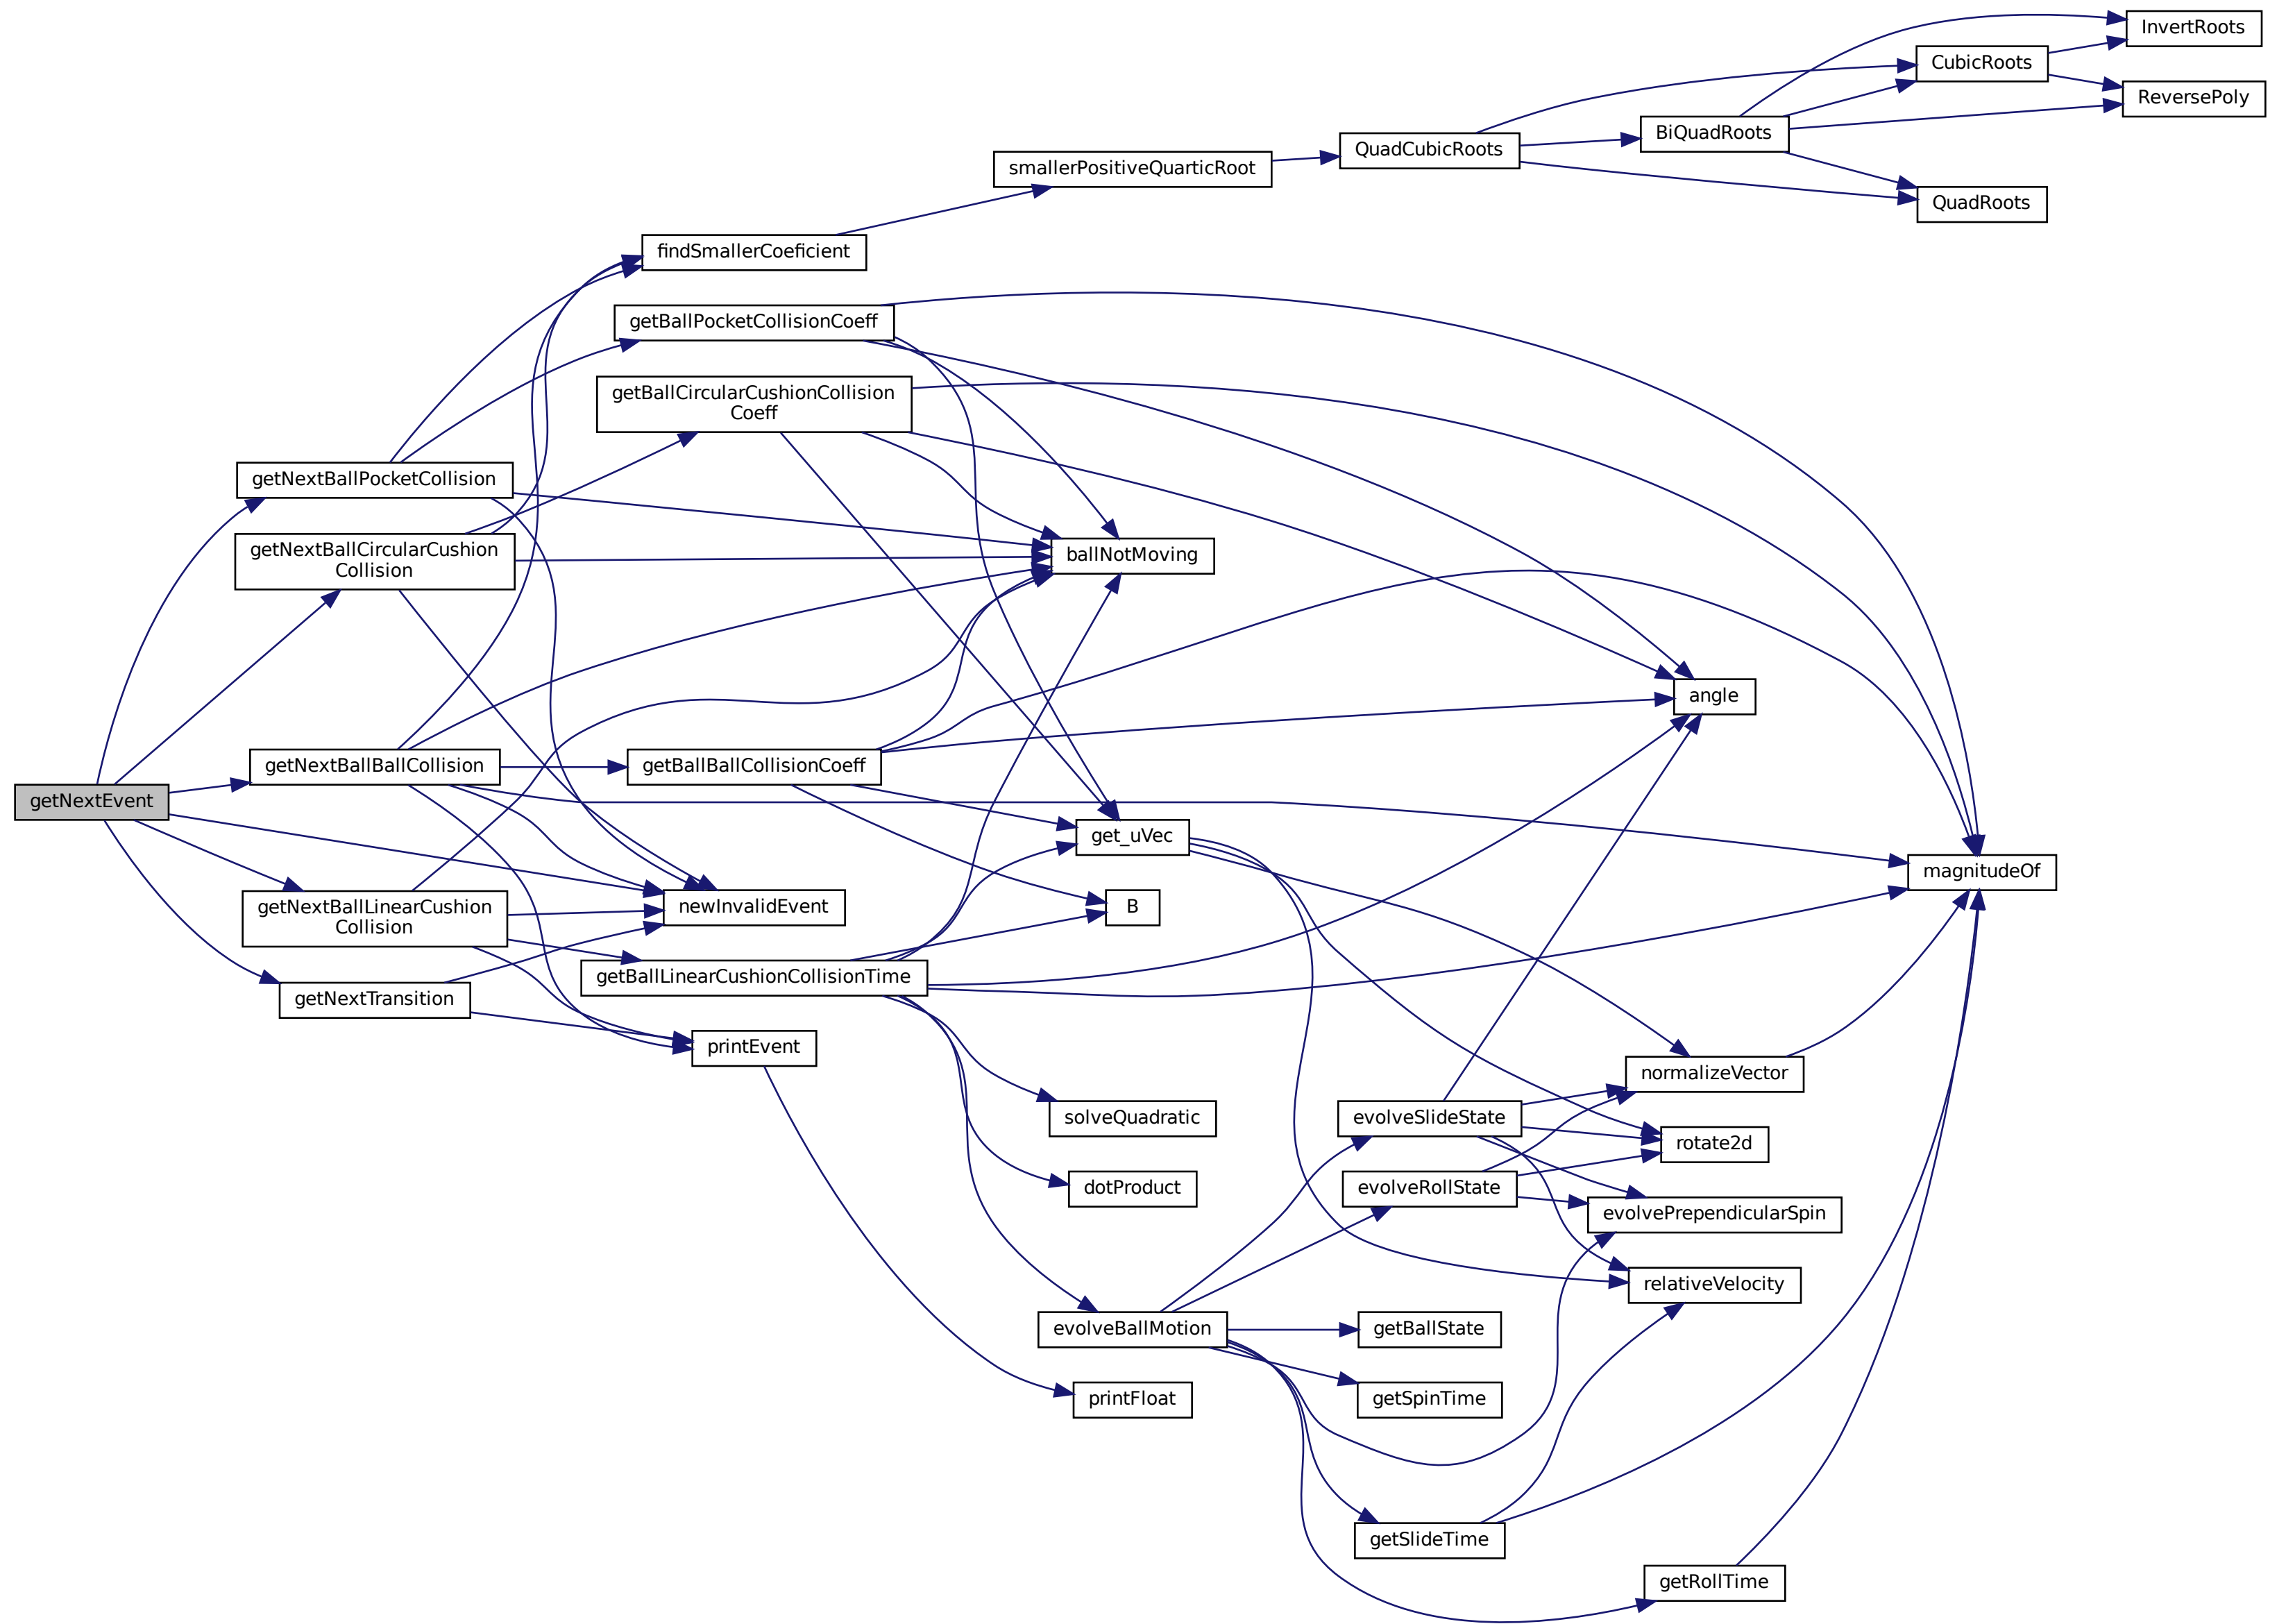 InvertRoots
CubicRoots
ReversePoly
BiQuadRoots
QuadCubicRoots
smallerPositiveQuarticRoot
QuadRoots
findSmallerCoeficient
getBallPocketCollisionCoeff
getBallCircularCushionCollision
Coeff
getNextBallPocketCollision
getNextBallCircularCushion
Collision
ballNotMoving
angle
getNextBallBallCollision
getBallBallCollisionCoeff
getNextEvent
get_uVec
magnitudeOf
getNextBallLinearCushion
Collision
newInvalidEvent
B
getBallLinearCushionCollisionTime
getNextTransition
printEvent
normalizeVector
evolveSlideState
solveQuadratic
rotate2d
evolveRollState
dotProduct
evolvePrependicularSpin
relativeVelocity
evolveBallMotion
getBallState
getSpinTime
printFloat
getSlideTime
getRollTime